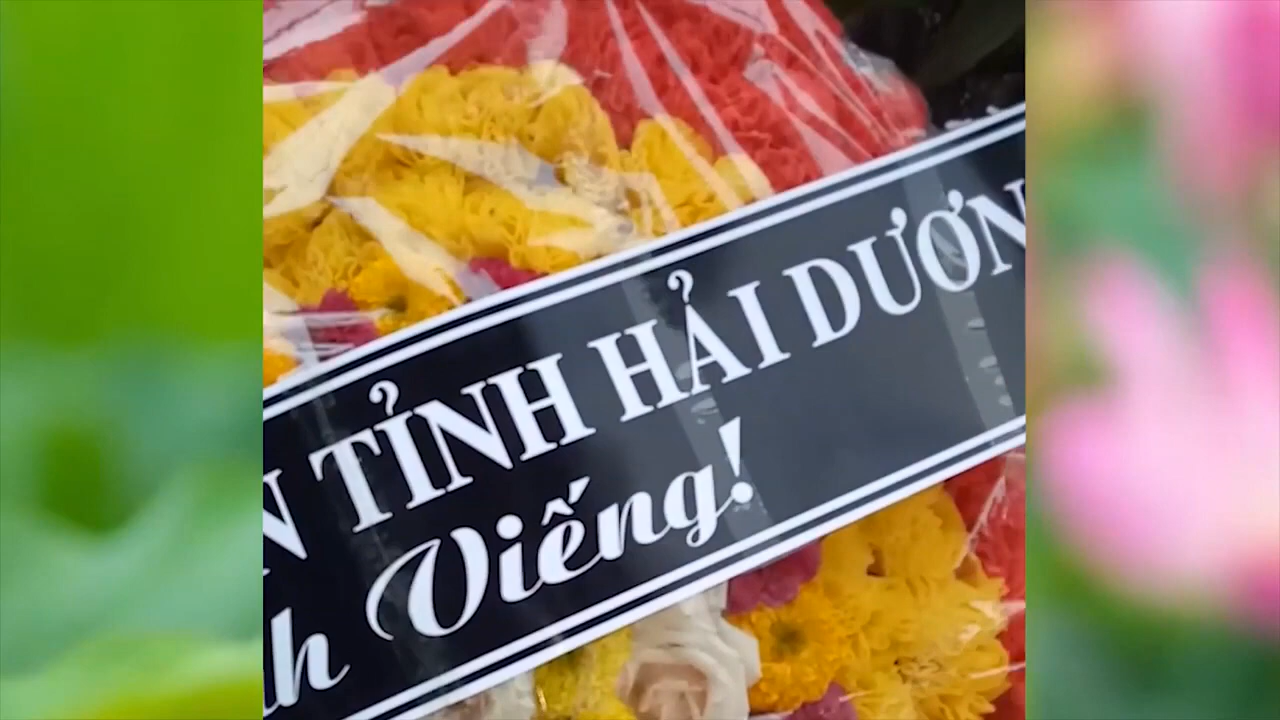 TỈNH HẢI DƯƠN
Viếng!